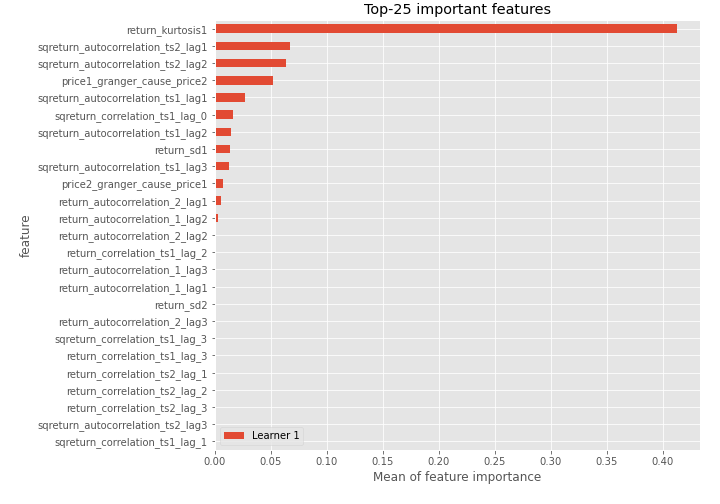 Top-25 important features
return_kurtosis1
sqreturn_autocorrelation_ts2_lag1
sqreturn_autocorrelation_ts2_lag2
price1_granger_cause_price2
sqreturn_autocorrelation_ts1_lag1
sqreturn_correlation_ts1_lag_0
sqreturn_autocorrelation_ts1_lag2
return_sd1
sqreturn_autocorrelation_ts1_lag3
price2_granger_cause_price1
return_autocorrelation_2_lag1
return_autocorrelation_1_lag2
return_autocorrelation_2_lag2
return_correlation_ts1_lag_2
return_autocorrelation_1_lag3
return_autocorrelation_1_lag1
return_sd2
return_autocorrelation_2_lag3
sqreturn_correlation_ts1_lag_3
return_correlation_ts1_lag_3
return_correlation_ts2_lag_1
return_correlation_ts2_lag_2
return_correlation_ts2_lag_3
sqreturn_autocorrelation_ts2_lag3
sqreturn_correlation_ts1_lag_1
feature
Learner 1
0.00 0.05 0.10 0.15 0.20 0.25 0.30 0.35 0.40
Mean of feature importance